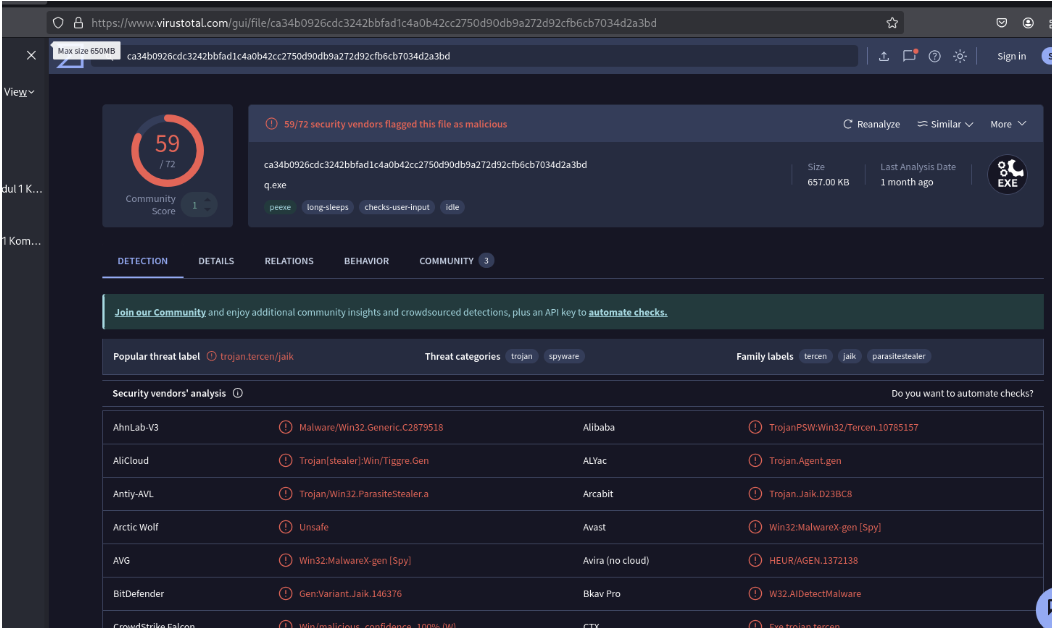 https://www.virustotal.com/gui/file/ca34b0926cdc3242bbfad1c4a0b42cc2750d90db9a272d92cfb6cb7034d2a3bd
Max size 650MB
ca34b0926cdc3242bbfad1c4a0b42cc2750d90db9a272d92cfb6cb7034d2a3bd
Sign in
View
dul 1 K...
1 Kom...
59
/ 72
Community
Score
1
59/72 security vendors flagged this file as malicious
Reanalyze
Similar
More
ca34b0926cdc3242bbfad1c4a0b42cc2750d90db9a272d92cfb6cb7034d2a3bd
q.exe
Size
657.00 KB
Last Analysis Date
1 month ago
EXE
peexe long-sleeps checks-user-input idle
DETECTION DETAILS RELATIONS BEHAVIOR COMMUNITY 3
Join our Community and enjoy additional community insights and crowdsourced detections, plus an API key to automate checks.
Popular threat label trojan.tercen/jaik Threat categories trojan spyware Family labels tercen jaik parasitestealer
Security vendors' analysis Do you want to automate checks?
AhnLab-V3 Malware/Win32.Generic.C2879518 Alibaba TrojanPSW:Win32/Tercen.10785157
AliCloud Trojan[stealer]:Win/Tiggre.Gen ALYac Trojan.Agent.gen
Antiy-AVL Trojan/Win32.ParasiteStealer.a Arcabit Trojan.Jaik.D23BC8
Arctic Wolf Unsafe Avast Win32:MalwareX-gen [Spy]
AVG Win32:MalwareX-gen [Spy] Avira (no cloud) HEUR/AGEN.1372138
BitDefender Gen:Variant.Jaik.146376 Bkav Pro W32.AIDetectMalware
CrowdStrike Falcon Win/malicious_confidence_100% (W) CTX Exe.trojan.tercen